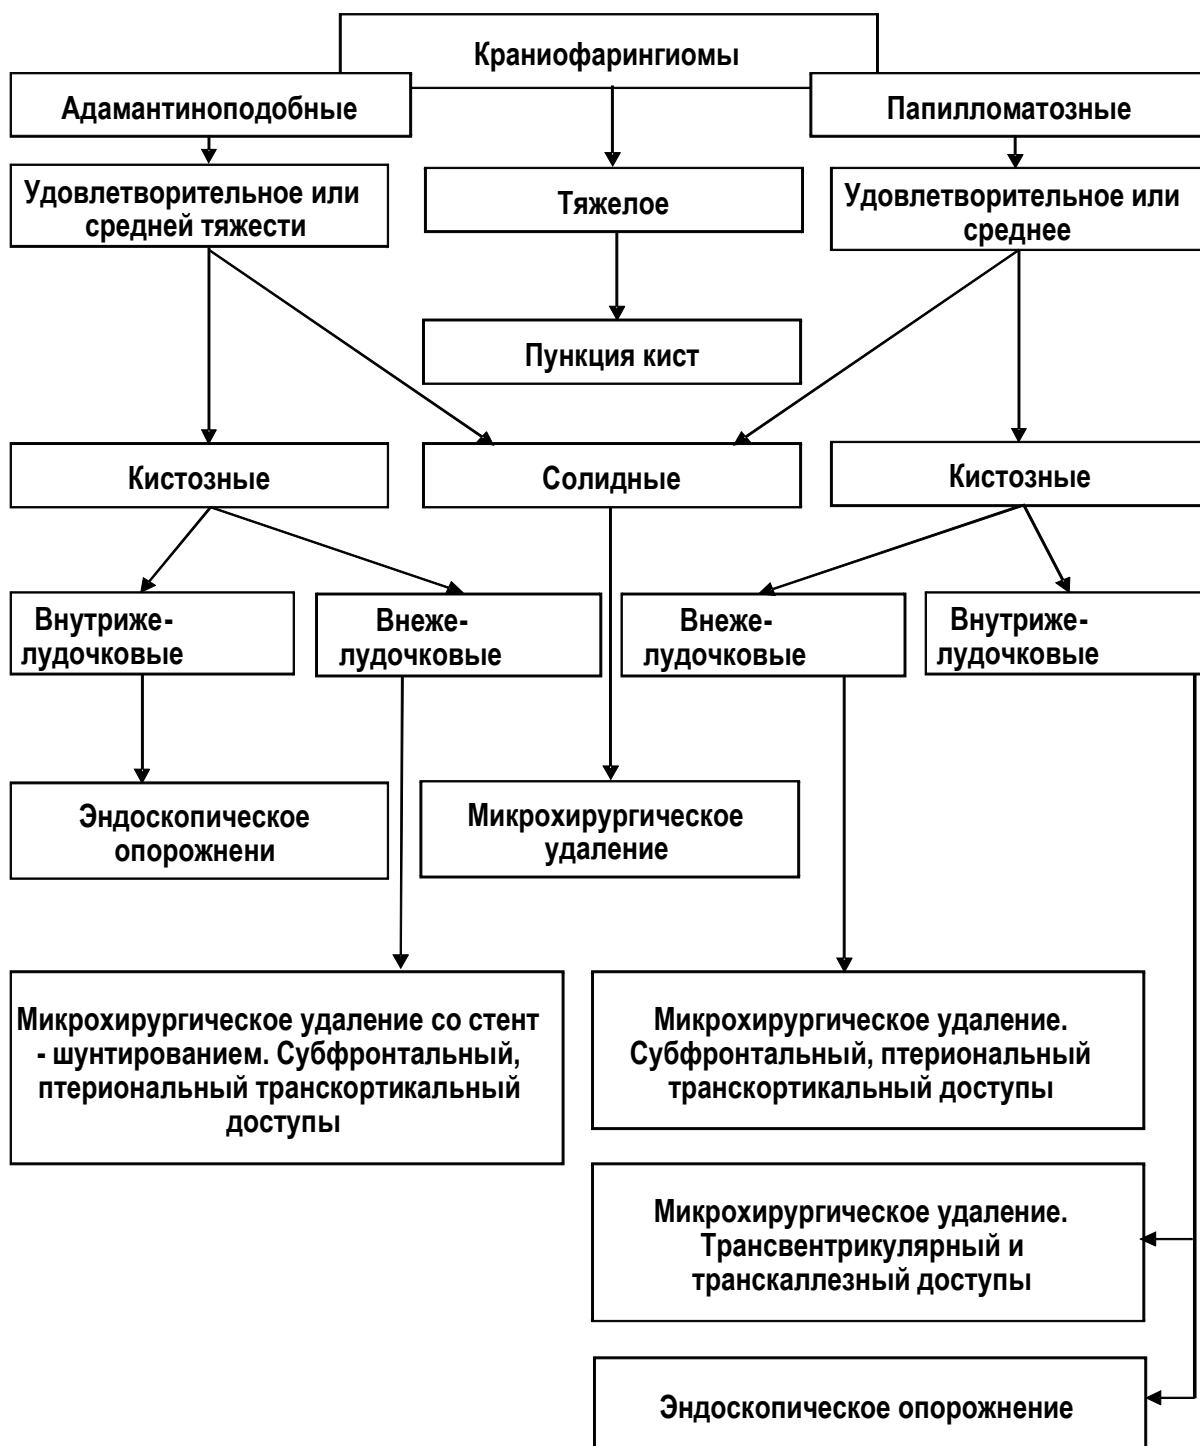 Краниофарингиомы
Адамантиноподобные
Папилломатозные
Удовлетворительное или
средней тяжести
Тяжелое
Удовлетворительное или
среднее
Пункция кист
Кистозные
Солидные
Кистозные
Внутриже-
лудочковые
Внеже-
лудочковые
Внеже-
лудочковые
Внутриже-
лудочковые
Эндоскопическое
опорожнени
Микрохирургическое
удаление
Микрохирургическое удаление со стент
- шунтированием. Субфронтальный,
птериональный транскортикальный
доступы
Микрохирургическое удаление.
Субфронтальный, птериональный
транскортикальный доступы
Микрохирургическое удаление.
Трансвентрикулярный и
транскаллезный доступы
Эндоскопическое опорожнение